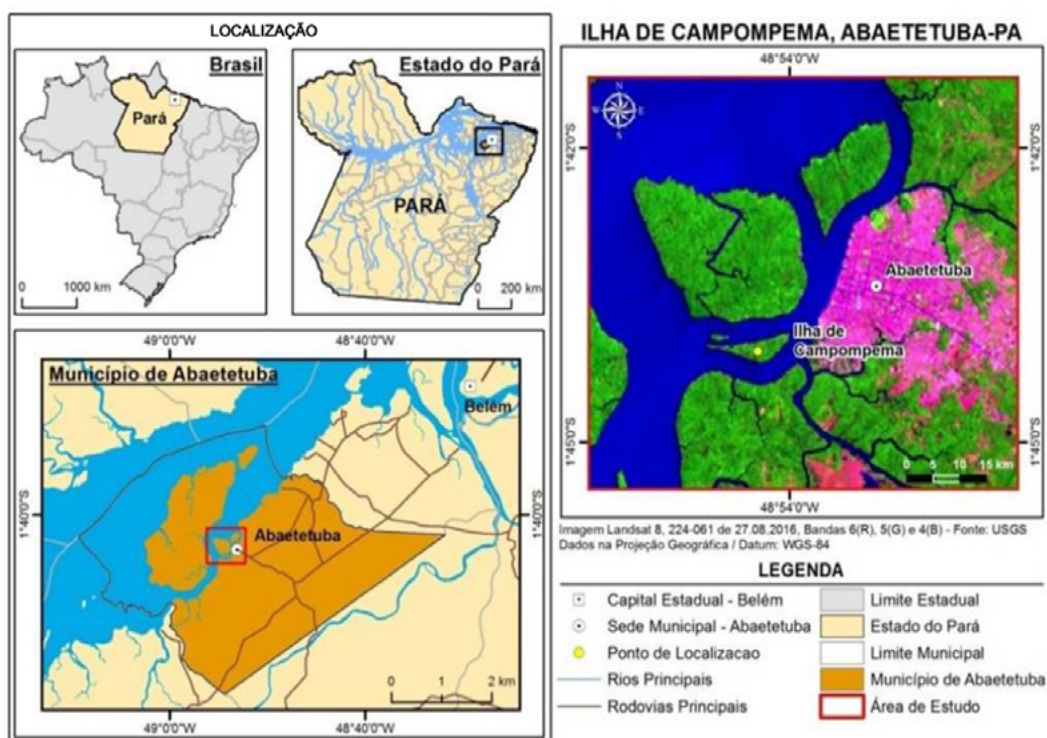 LOCALIZAÇÃO
Brasil
Pará
0 1000 km
Estado do Pará
PARÁ
0 200 km
49°0'0"W 48°40'0"W
Município de Abaetetuba
Belém
Abaetetuba
1°40'0"S
1°40'0"S
0 1 2 km
49°0'0"W 48°40'0"W
ILHA DE CAMPOMPEMA, ABAETETUBA-PA
48°54'0"W
N
W E
S
1°42'0"S
1°42'0"S
Abaetetuba
Ilha de
Campompema
1°45'0"S
1°45'0"S
0 5 10 15 km
48°54'0"W
Imagem Landsat 8, 224-061 de 27.08.2016, Bandas 6(R), 5(G) e 4(B) - Fonte: USGS
Dados na Projeção Geográfica / Datum: WGS-84
LEGENDA
Capital Estadual - Belém
Sede Municipal - Abaetetuba
Ponto de Localizacao
Rios Principais
Rodovias Principais
Limite Estadual
Estado do Pará
Limite Municipal
Município de Abaetetuba
Área de Estudo